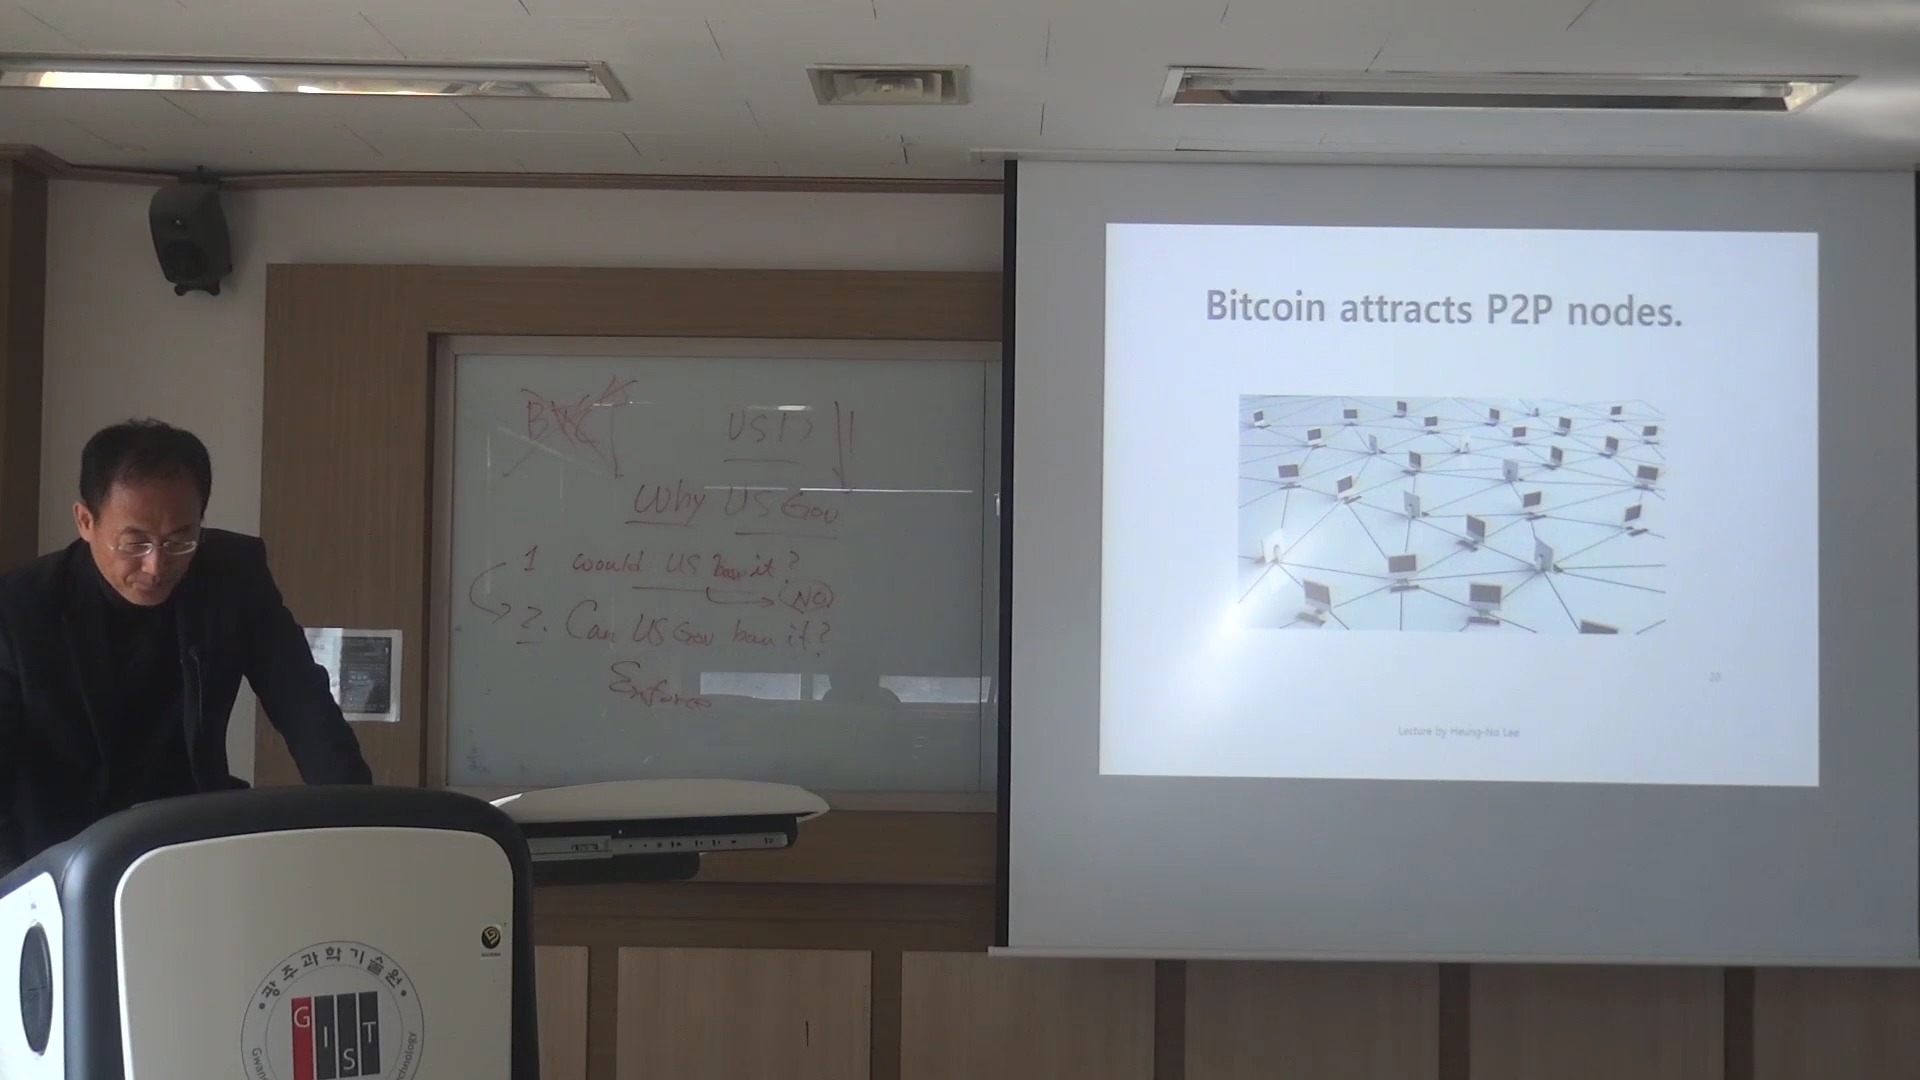 USD
Why US Gov
1 would US ban it?
NO
2. Can US Gov ban it?
Enforce
Bitcoin attracts P2P nodes.
20
Lecture by Heung-No Lee
광주과학기술원
GIST